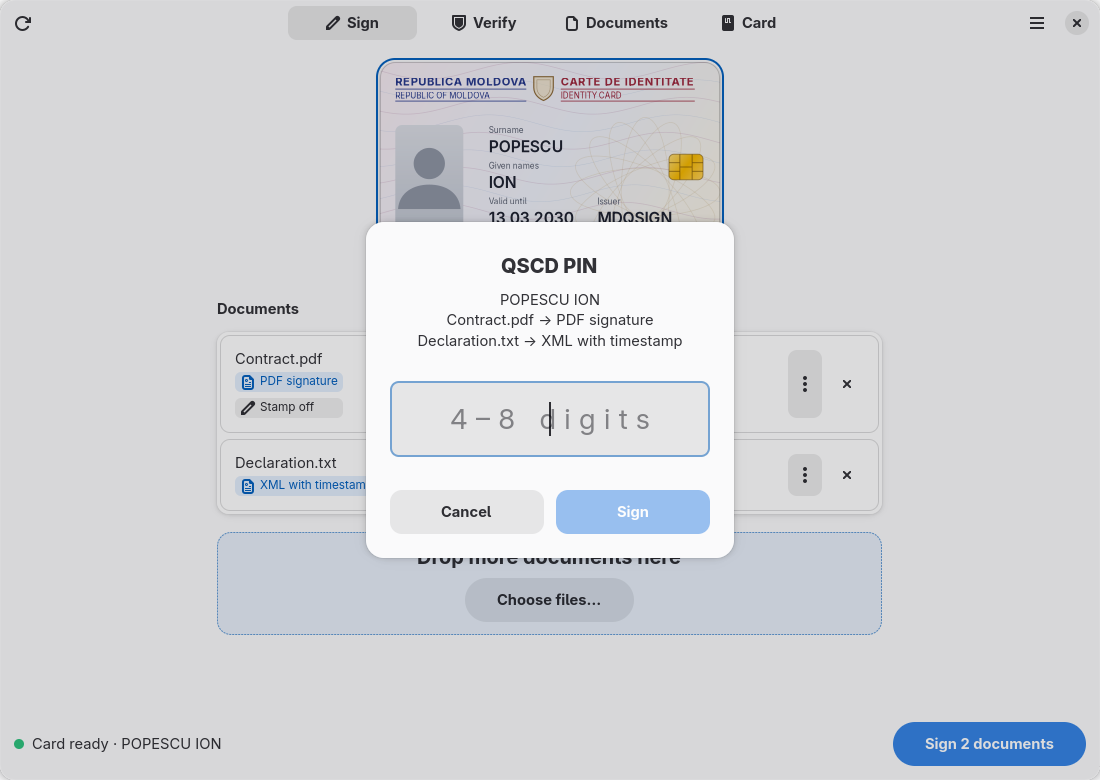 Sign
Verify
Documents
Card
REPUBLICA MOLDOVA
CARTE DE IDENTITATE
REPUBLIC OF MOLDOVA
IDENTITY CARD
Surname
POPESCU
Given names
ION
Valid until
Issuer
13 03 2030
MDQSIGN
QSCD PIN
POPESCU ION
Contract.pdf → PDF signature
Declaration.txt → XML with timestamp
4–8 digits
Cancel
Sign
Documents
Contract.pdf
PDF signature
Stamp off
Declaration.txt
XML with timestam
Drop more documents here
Choose files...
Card ready · POPESCU ION
Sign 2 documents